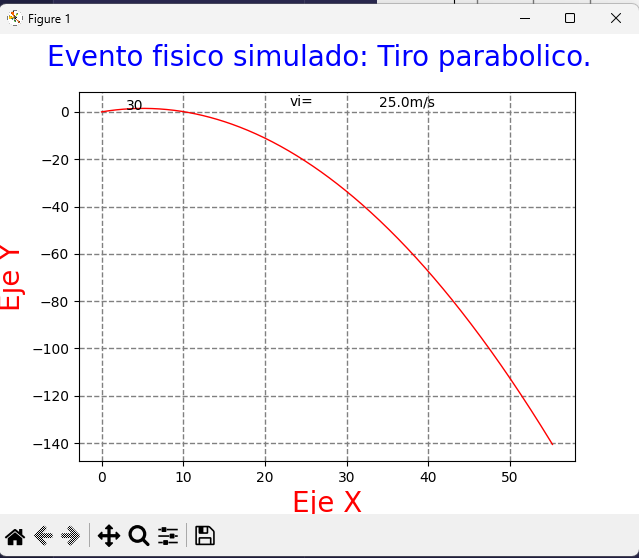 Figure 1
Evento fisico simulado: Tiro parabolico.
30 vi= 25.0m/s
0
−20
−40
−60
−80
−100
−120
−140
Eje Y
0 10 20 30 40 50
Eje X